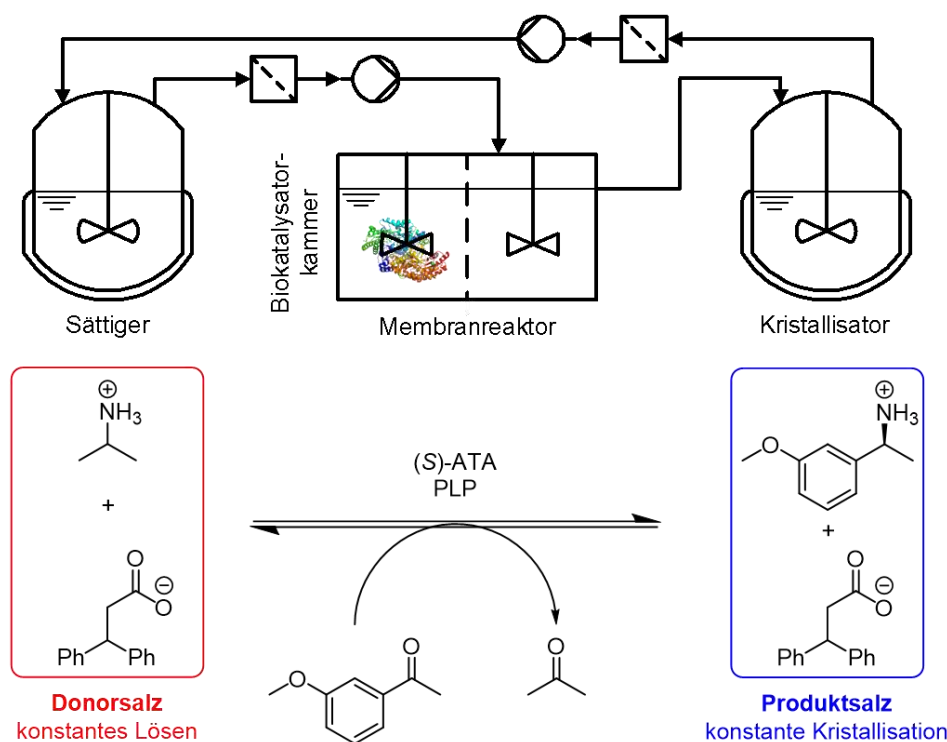 Biokatalysator-
kammer
Sättiger
Membranreaktor
Kristallisator
⊕
NH3
+
O
⊖
O
Ph
Ph
Donorsalz
konstantes Lösen
(S)-ATA
PLP
O
O
O
⊕
NH3
O
+
O
⊖
O
Ph
Ph
Produktsalz
konstante Kristallisation